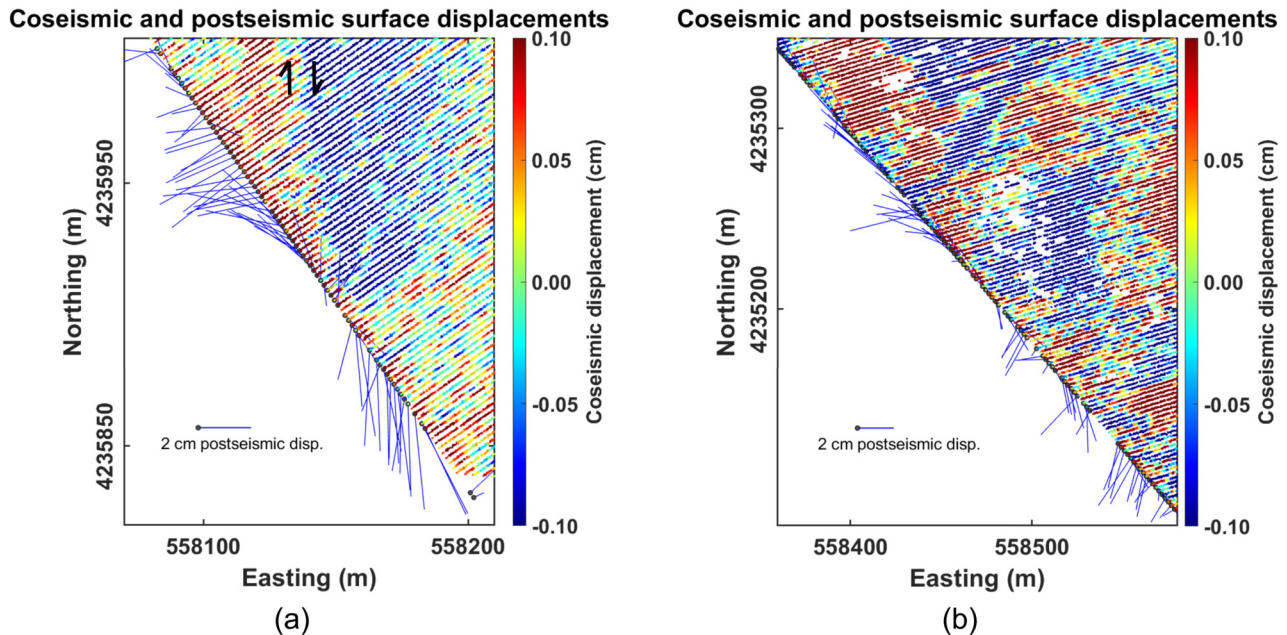 Coseismic and postseismic surface displacements
0.10
0.05
0.00
-0.05
-0.10
Coseismic displacement (cm)
4235950
4235850
Northing (m)
2 cm postseismic disp.
558100
558200
Easting (m)
(a)
Coseismic and postseismic surface displacements
0.10
0.05
0.00
-0.05
-0.10
Coseismic displacement (cm)
4235300
4235200
Northing (m)
2 cm postseismic disp.
558400
558500
Easting (m)
(b)